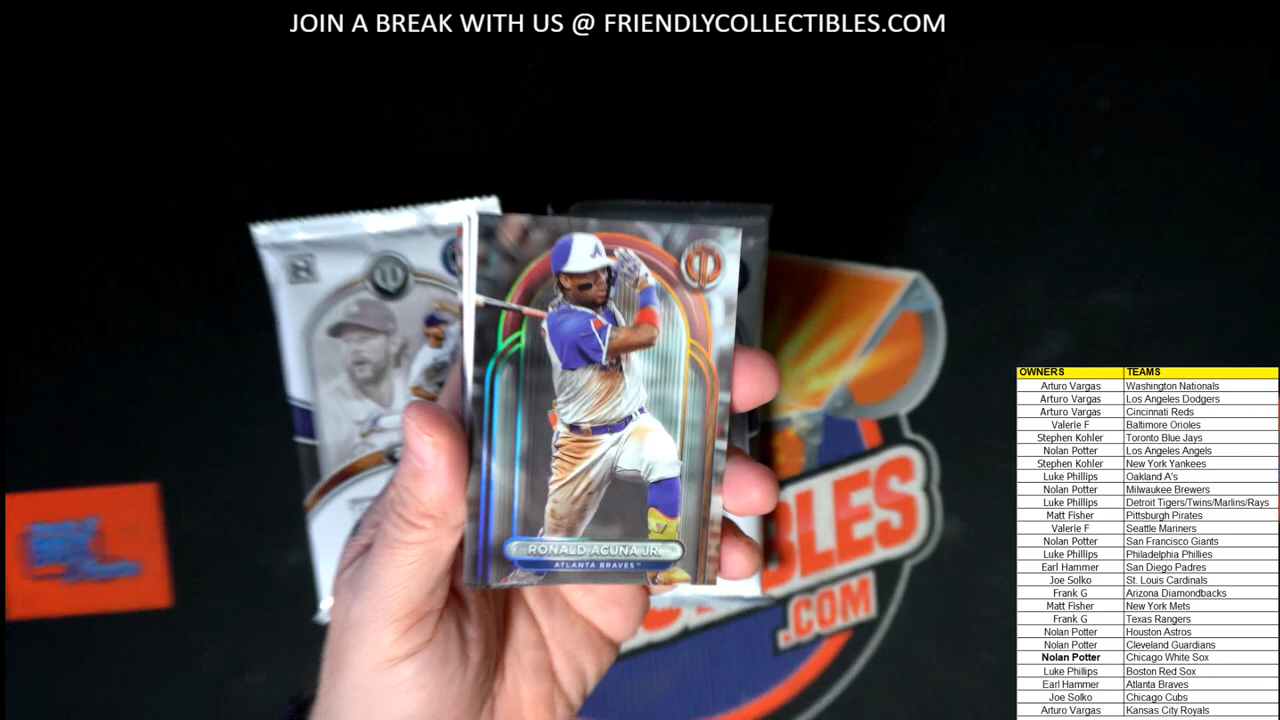 JOIN A BREAK WITH US @ FRIENDLYCOLLECTIBLES.COM
RONALD ACUNA JR.
ATLANTA BRAVES™
BLES
.COM
OWNERS TEAMS
Arturo Vargas Washington Nationals
Arturo Vargas Los Angeles Dodgers
Arturo Vargas Cincinnati Reds
Valerie F Baltimore Orioles
Stephen Kohler Toronto Blue Jays
Nolan Potter Los Angeles Angels
Stephen Kohler New York Yankees
Luke Phillips Oakland A's
Nolan Potter Milwaukee Brewers
Luke Phillips Detroit Tigers/Twins/Marlins/Rays
Matt Fisher Pittsburgh Pirates
Valerie F Seattle Mariners
Nolan Potter San Francisco Giants
Luke Phillips Philadelphia Phillies
Earl Hammer San Diego Padres
Joe Solko St. Louis Cardinals
Frank G Arizona Diamondbacks
Matt Fisher New York Mets
Frank G Texas Rangers
Nolan Potter Houston Astros
Nolan Potter Cleveland Guardians
Nolan Potter Chicago White Sox
Luke Phillips Boston Red Sox
Earl Hammer Atlanta Braves
Joe Solko Chicago Cubs
Arturo Vargas Kansas City Royals